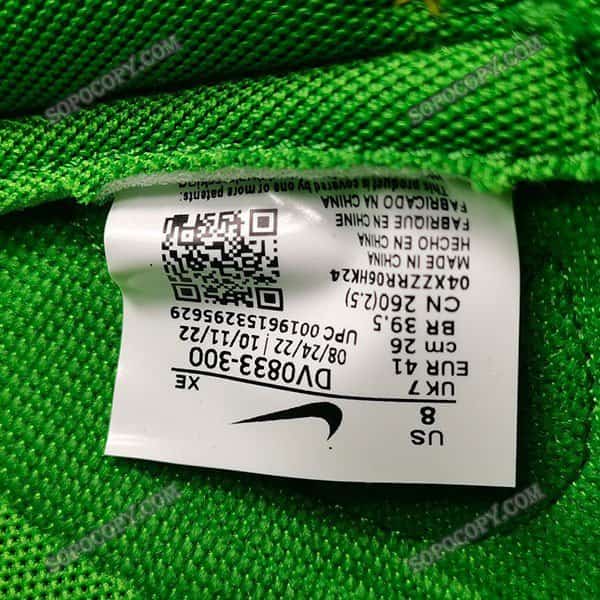 SOPOCOPY.COM
SOPOCOPY.COM
US
8
XE
UK 7
EUR 41
cm 26
BR 39.5
CN 260(2.5)
DV0833-300
08/24/22 | 10/11/22
UPC 00196153295629
04XZZRR06HK24
MADE IN CHINA
HECHO EN CHINA
FABRIQUE EN CHINE
FABRICADO NA CHINA
This product is covered by one or more patents:
SOPOCOPY.COM
SOPOCOPY.COM